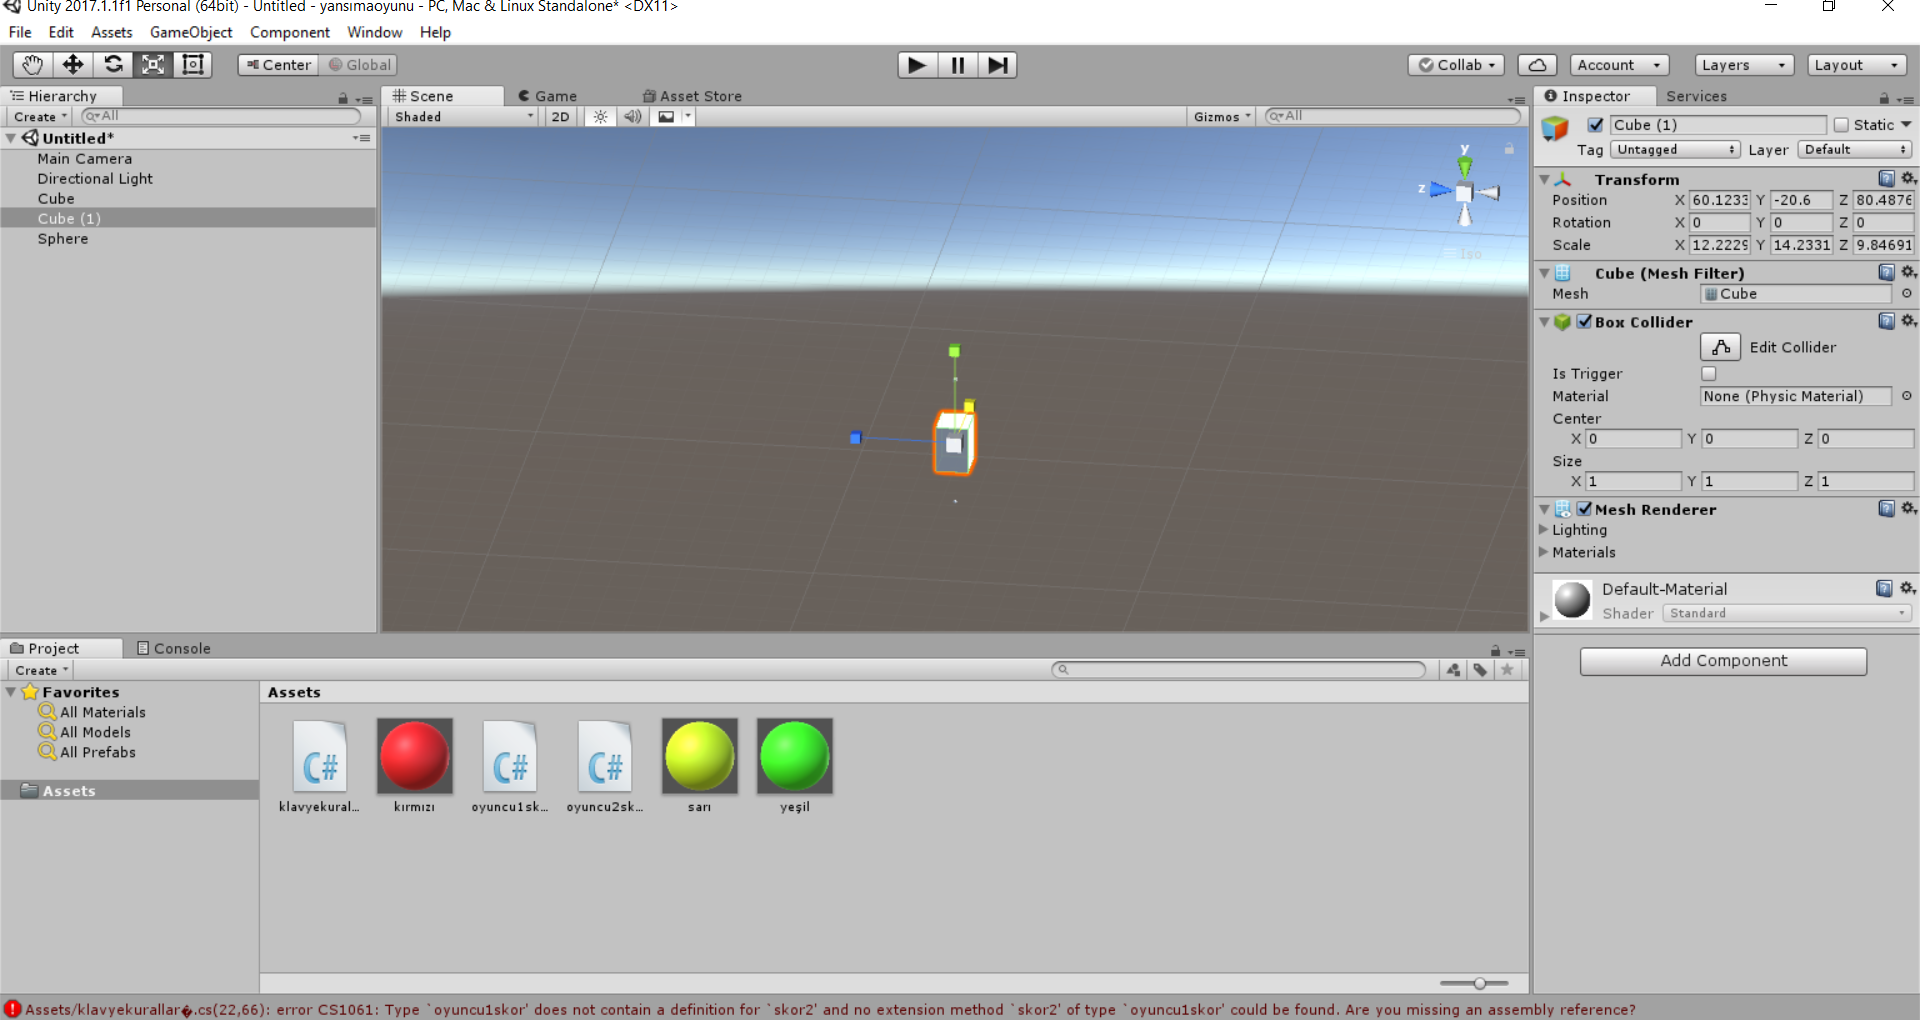 Unity 2017.1.1f1 Personal (64bit) - Untitled - yansımaoyunu - PC, Mac & Linux Standalone* <DX11>
File Edit Assets GameObject Component Window Help
Center Global Collab Account Layers Layout
Hierarchy
Create All
Untitled*
Main Camera
Directional Light
Cube
Cube (1)
Sphere
Scene Game Asset Store
Shaded 2D Gizmos All
y
z
Iso
Inspector Services
Cube (1) Static
Tag Untagged Layer Default
Transform
Position X 60.1233 Y -20.6 Z 80.4876
Rotation X 0 Y 0 Z 0
Scale X 12.2229 Y 14.2331 Z 9.84691
Cube (Mesh Filter)
Mesh Cube
Box Collider
Edit Collider
Is Trigger
Material None (Physic Material)
Center
X 0 Y 0 Z 0
Size
X 1 Y 1 Z 1
Mesh Renderer
Lighting
Materials
Default-Material
Shader Standard
Add Component
Project Console
Create
Favorites
All Materials
All Models
All Prefabs
Assets
Assets
C# C# C#
klavyekural... kırmızı oyuncu1sk... oyuncu2sk... sarı yeşil
Assets/klavyekurallar�.cs(22,66): error CS1061: Type `oyuncu1skor' does not contain a definition for `skor2' and no extension method `skor2' of type `oyuncu1skor' could be found. Are you missing an assembly reference?